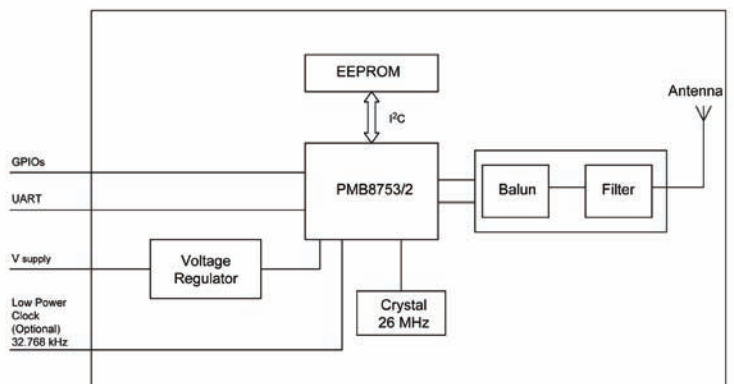 EEPROM
Antenna
I²C
GPIOs
PMB8753/2
Balun
Filter
UART
V supply
Voltage
Regulator
Low Power
Clock
(Optional)
32.768 kHz
Crystal
26 MHz